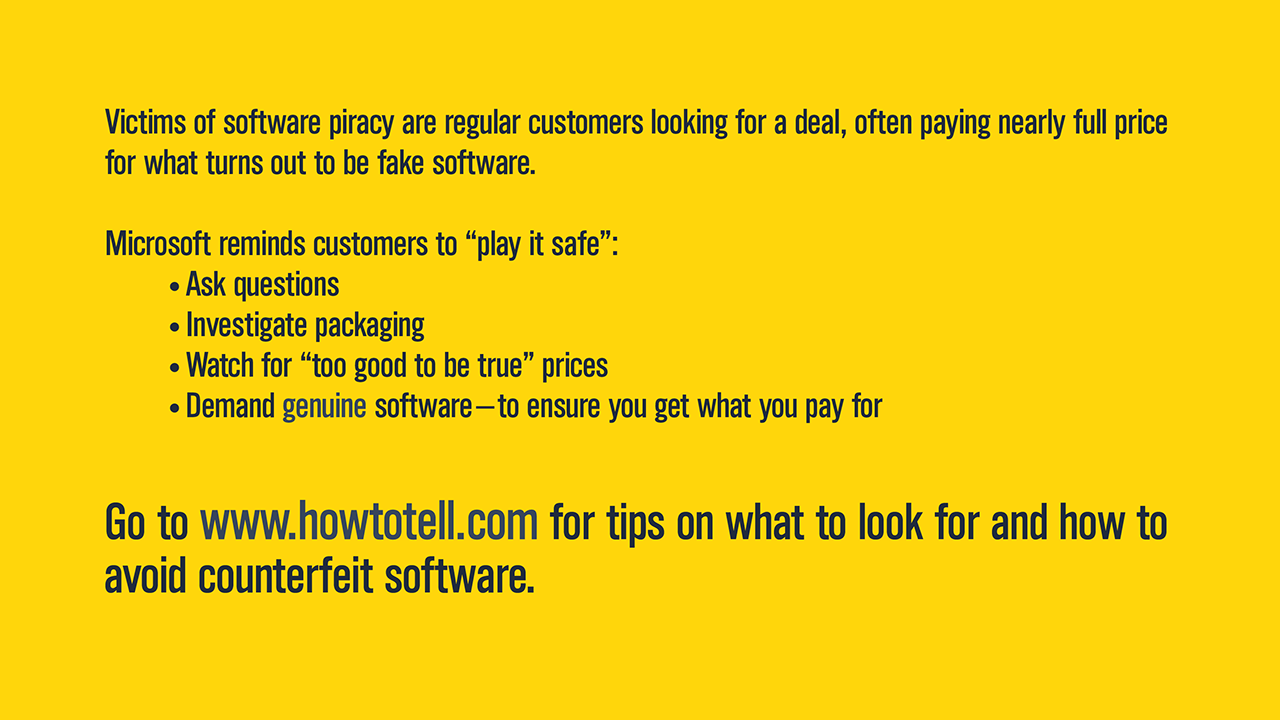 Victims of software piracy are regular customers looking for a deal, often paying nearly full price
for what turns out to be fake software.
Microsoft reminds customers to “play it safe”:
• Ask questions
• Investigate packaging
• Watch for “too good to be true” prices
• Demand genuine software—to ensure you get what you pay for
Go to www.howtotell.com for tips on what to look for and how to
avoid counterfeit software.